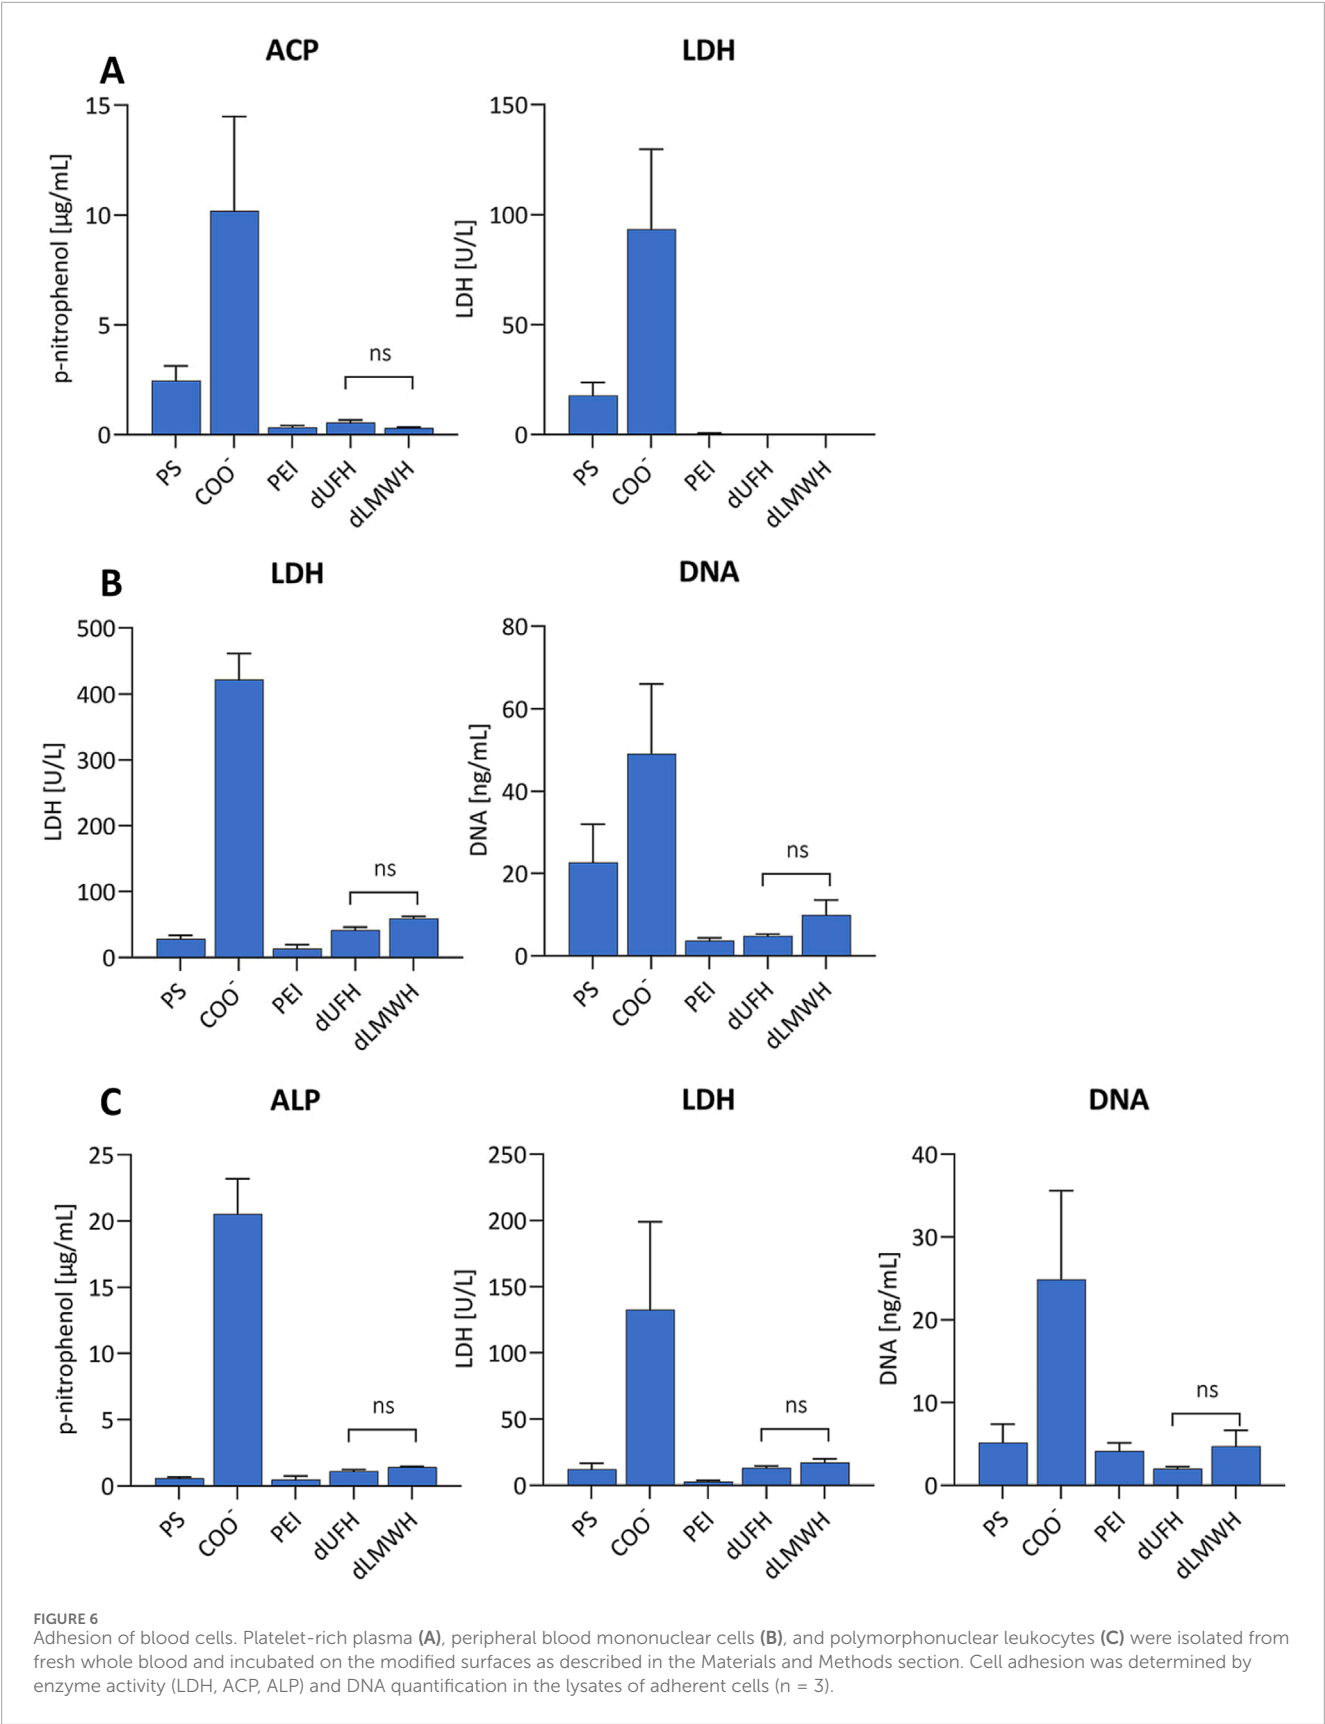 A
ACP
LDH
15
10
5
0
p-nitrophenol [µg/mL]
ns
PS
COO⁻
PEI
dUFH
dLMWH
150
100
50
0
LDH [U/L]
PS
COO⁻
PEI
dUFH
dLMWH
B
LDH
DNA
500
400
300
200
100
0
LDH [U/L]
ns
PS
COO⁻
PEI
dUFH
dLMWH
80
60
40
20
0
DNA [ng/mL]
ns
PS
COO⁻
PEI
dUFH
dLMWH
C
ALP
LDH
DNA
25
20
15
10
5
0
p-nitrophenol [µg/mL]
ns
PS
COO⁻
PEI
dUFH
dLMWH
250
200
150
100
50
0
LDH [U/L]
ns
PS
COO⁻
PEI
dUFH
dLMWH
40
30
20
10
0
DNA [ng/mL]
ns
PS
COO⁻
PEI
dUFH
dLMWH
FIGURE 6
Adhesion of blood cells. Platelet-rich plasma (A), peripheral blood mononuclear cells (B), and polymorphonuclear leukocytes (C) were isolated from
fresh whole blood and incubated on the modified surfaces as described in the Materials and Methods section. Cell adhesion was determined by
enzyme activity (LDH, ACP, ALP) and DNA quantification in the lysates of adherent cells (n = 3).